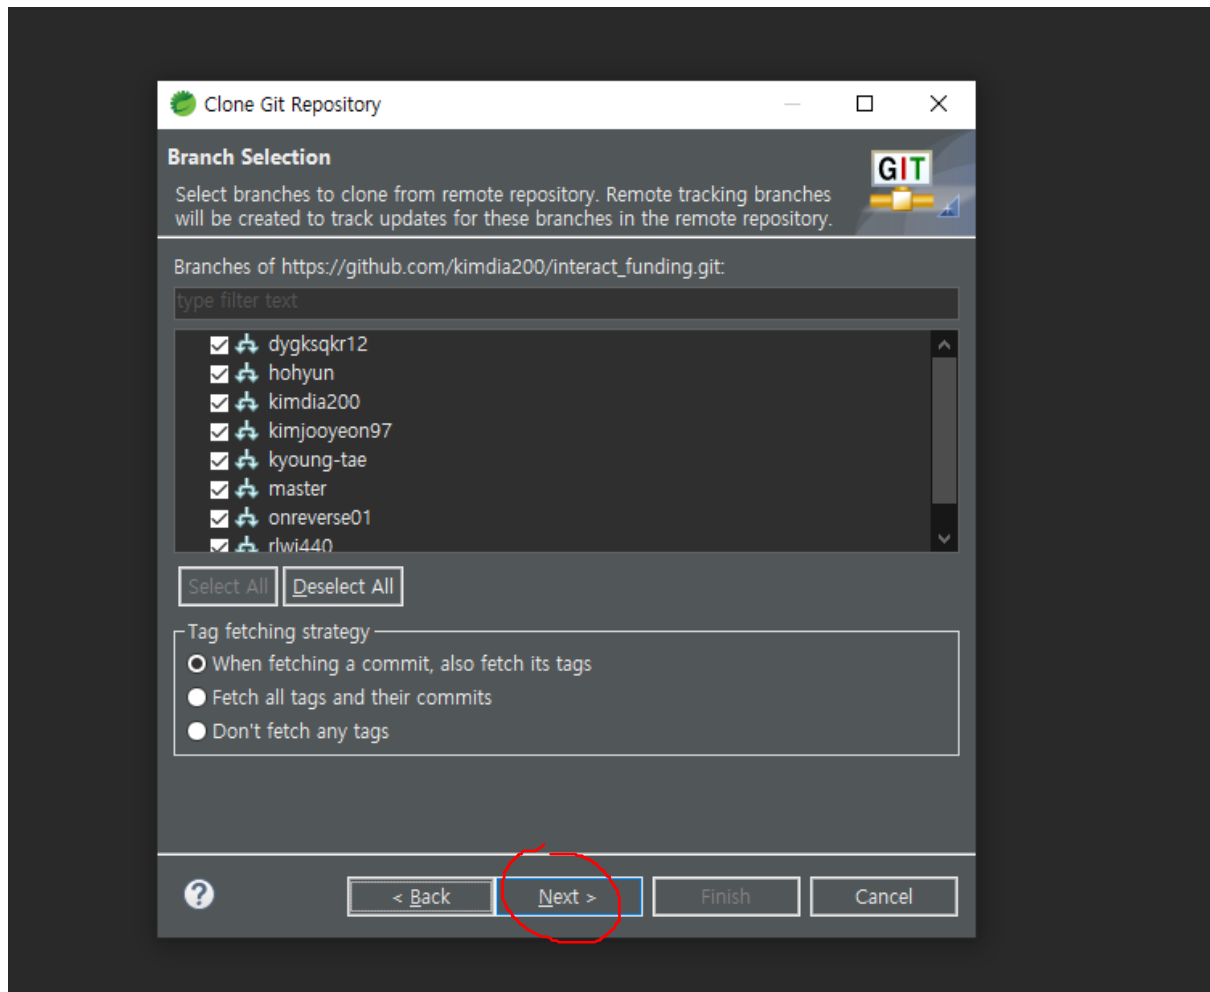 Clone Git Repository
Branch Selection
GIT
Select branches to clone from remote repository. Remote tracking branches
will be created to track updates for these branches in the remote repository.
Branches of https://github.com/kimdia200/interact_funding.git:
type filter text
dygksqkr12
hohyun
kimdia200
kimjooyeon97
kyoung-tae
master
onreverse01
rlwj440
Select All Deselect All
Tag fetching strategy
When fetching a commit, also fetch its tags
Fetch all tags and their commits
Don't fetch any tags
? < Back Next > Finish Cancel